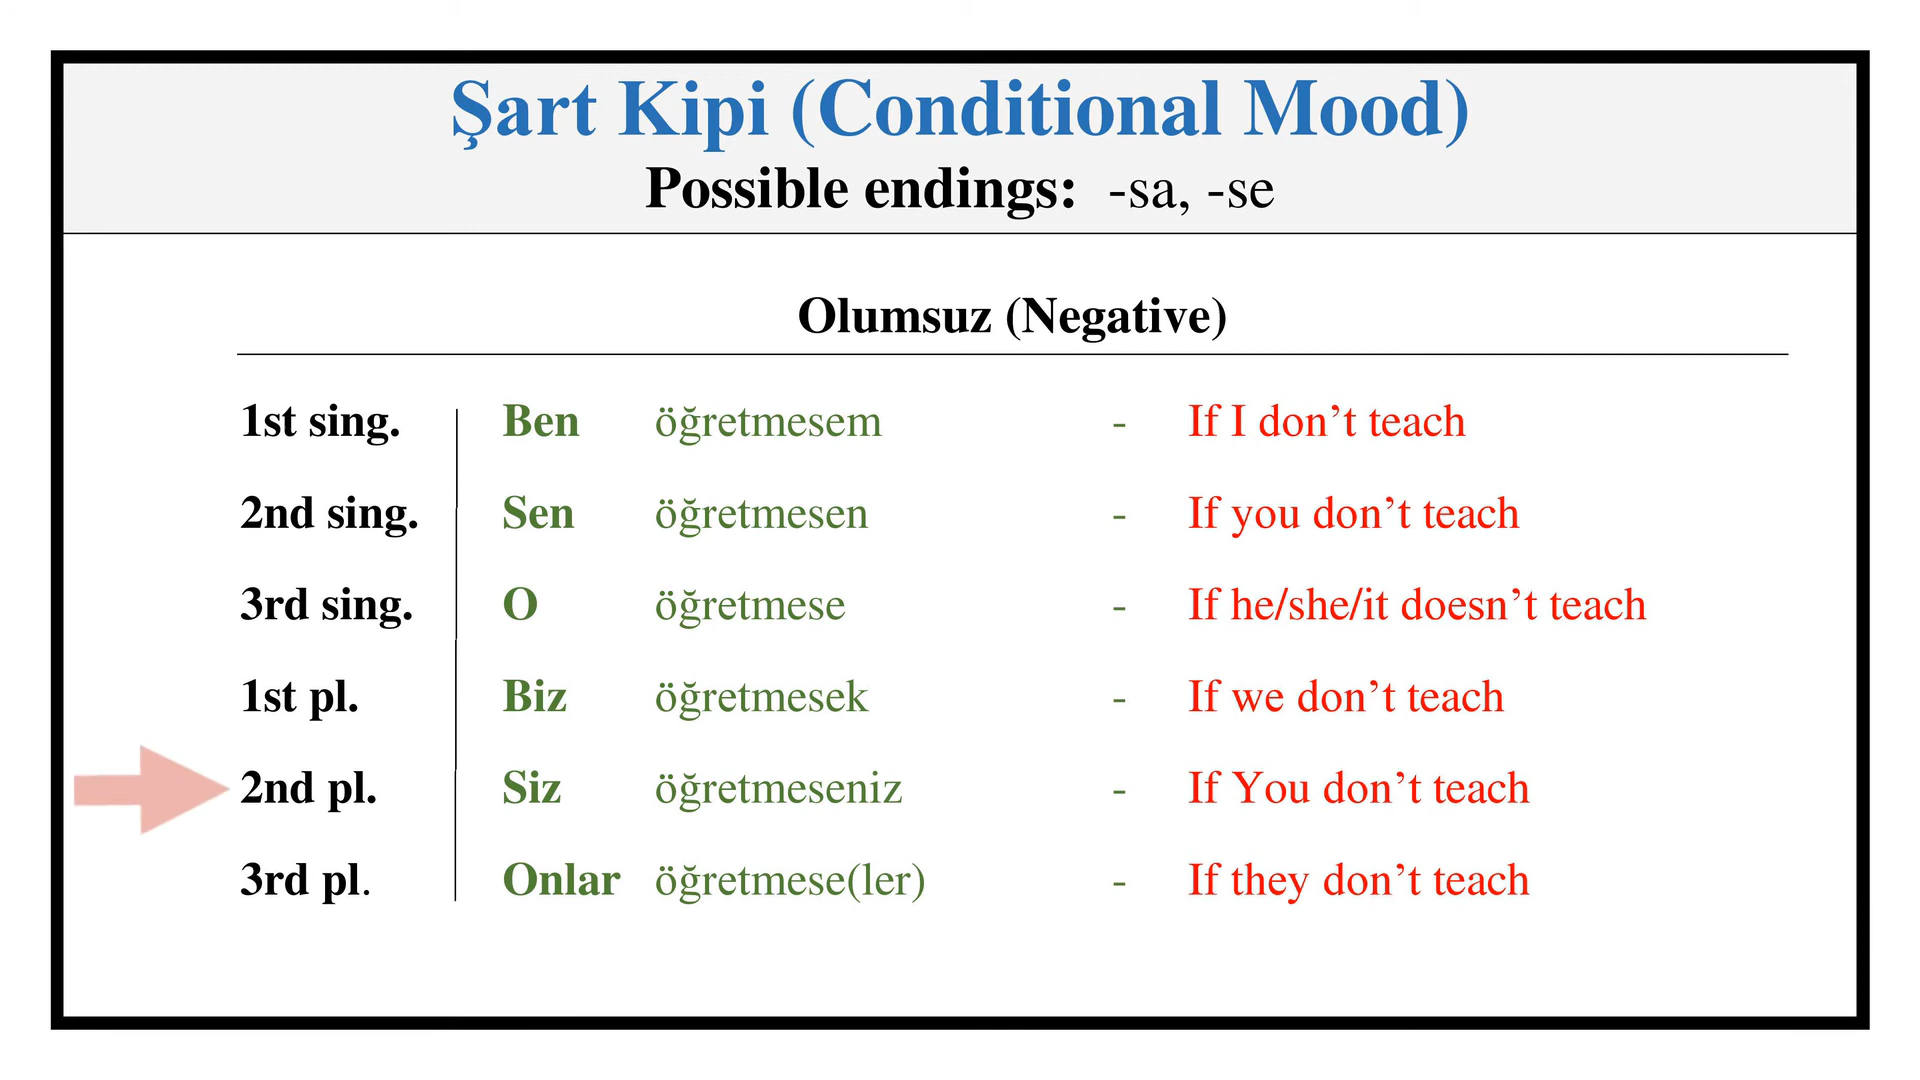 Şart Kipi (Conditional Mood)
Possible endings: -sa, -se
Olumsuz (Negative)
1st sing. Ben öğretmesem - If I don’t teach
2nd sing. Sen öğretmesen - If you don’t teach
3rd sing. O öğretmese - If he/she/it doesn’t teach
1st pl. Biz öğretmesek - If we don’t teach
2nd pl. Siz öğretmeseniz - If You don’t teach
3rd pl. Onlar öğretmese(ler) - If they don’t teach